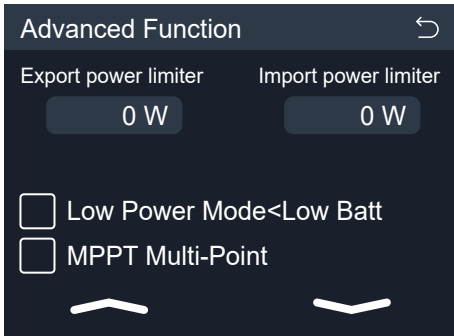 Advanced Function
Export power limiter Import power limiter
0 W 0 W
Low Power Mode<Low Batt
MPPT Multi-Point